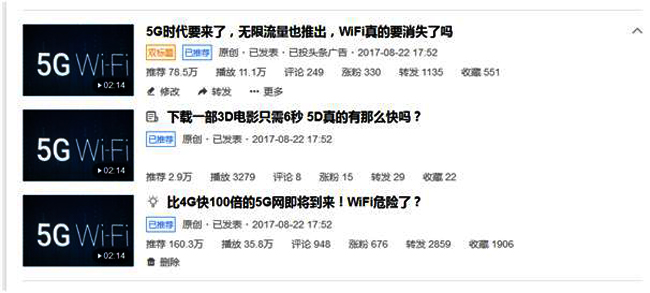 5G Wi-Fi
02:14
5G时代要来了，无限流量也推出，WiFi真的要消失了吗
双标题 已推荐 原创·已发表·已投头条广告·2017-08-22 17:52
推荐 78.5万 播放 11.1万 评论 249 涨粉 330 转发 1135 收藏 551
修改 转发 ··· 更多
5G Wi-Fi
02:14
下载一部3D电影只需6秒 5D真的有那么快吗？
已推荐 原创·已发表·2017-08-22 17:52
推荐 2.9万 播放 3279 评论 8 涨粉 15 转发 29 收藏 22
5G Wi-Fi
02:14
比4G快100倍的5G网即将到来！WiFi危险了？
已推荐 原创·已发表·2017-08-22 17:52
推荐 160.3万 播放 35.8万 评论 948 涨粉 676 转发 2859 收藏 1906
删除